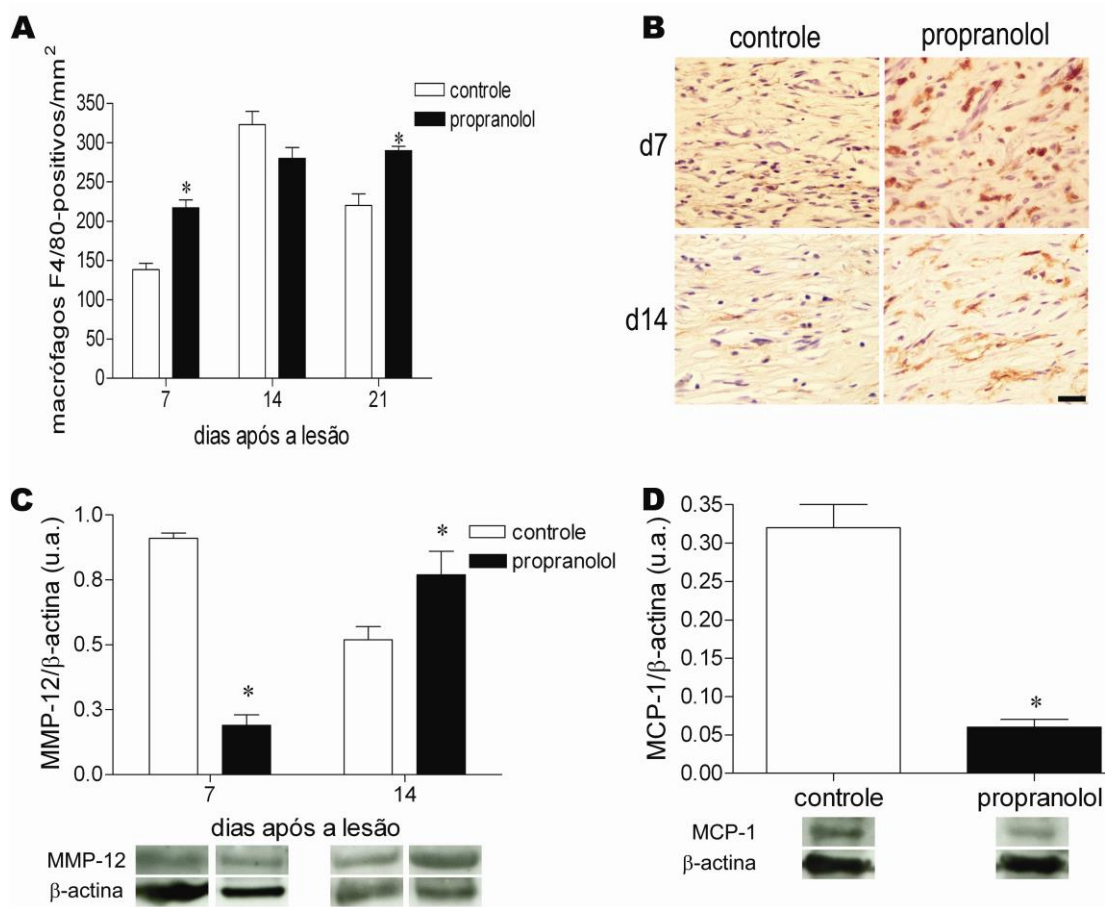 A
macrófagos F4/80-positivos/mm²
350
300
250
200
150
100
50
0
*
*
controle
propranolol
7 14 21
dias após a lesão
B
controle propranolol
d7
d14
C
MMP-12/β-actina (u.a.)
1.0
0.8
0.5
0.3
0.0
*
*
controle
propranolol
7 14
dias após a lesão
MMP-12
β-actina
D
MCP-1/β-actina (u.a.)
0.35
0.30
0.25
0.20
0.15
0.10
0.05
0.00
*
controle propranolol
MCP-1
β-actina